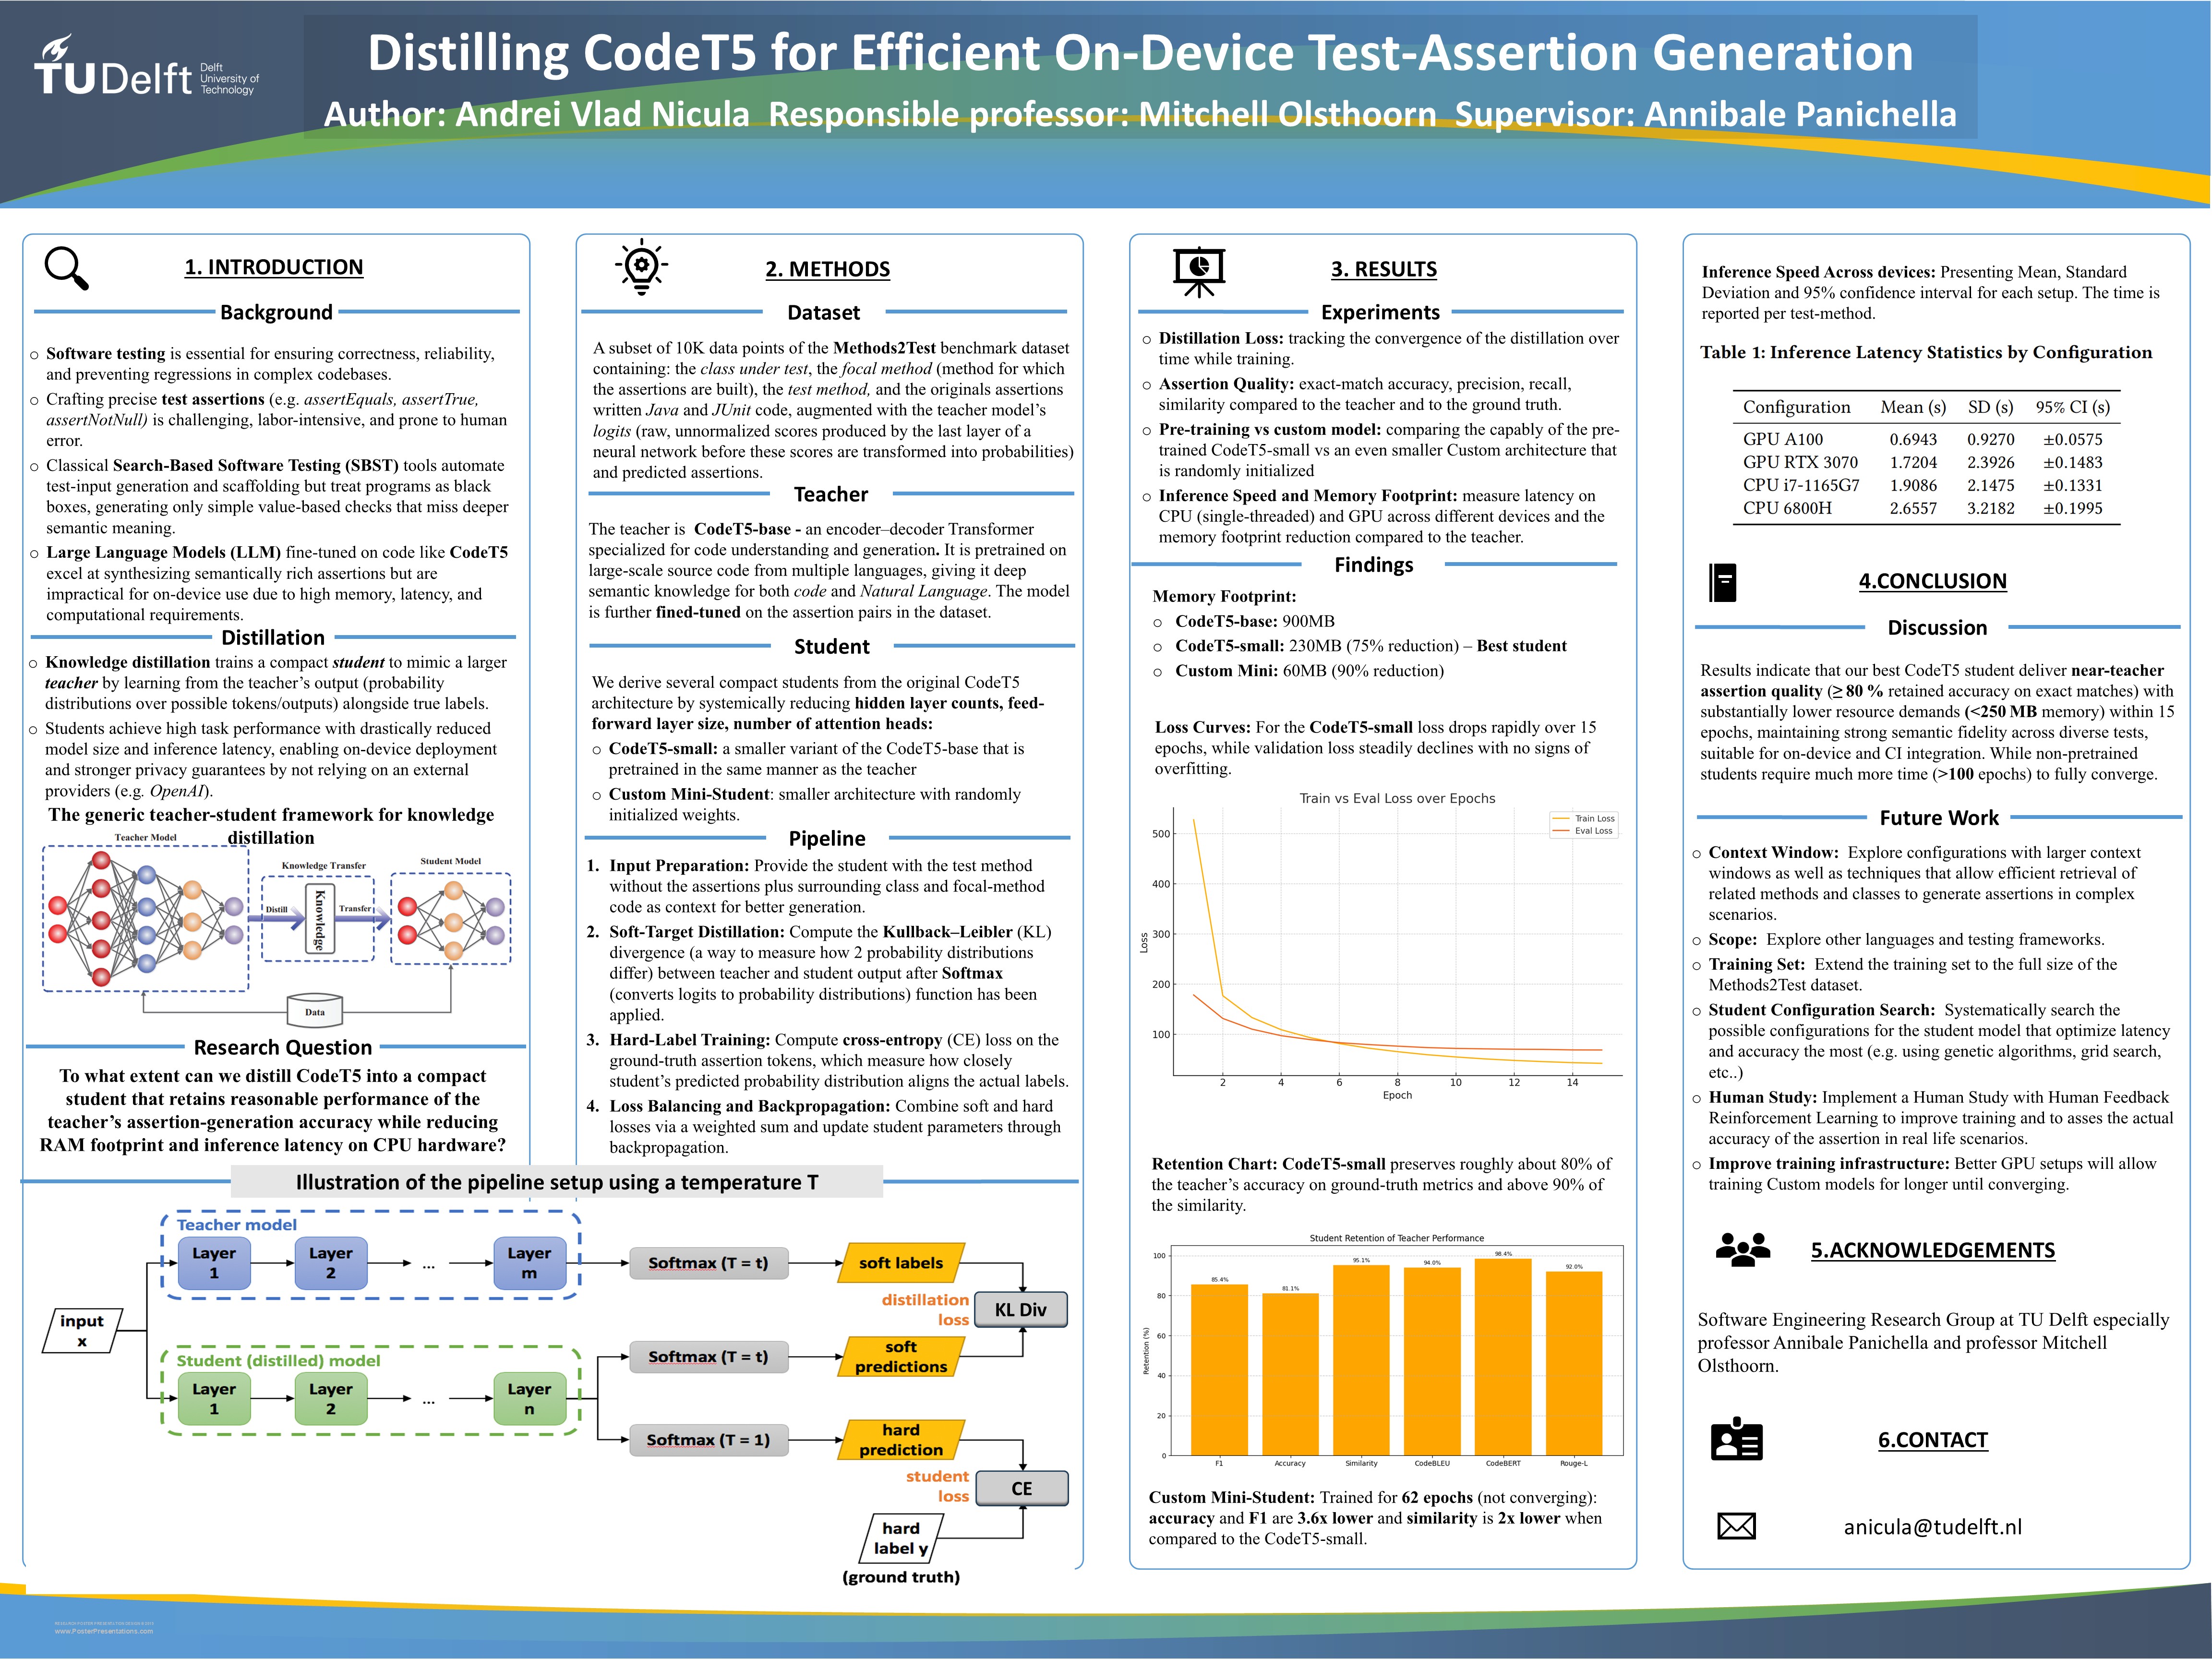 TUDelft
Delft
University of
Technology
Distilling CodeT5 for Efficient On-Device Test-Assertion Generation
Author: Andrei Vlad Nicula  Responsible professor: Mitchell Olsthoorn  Supervisor: Annibale Panichella
1. INTRODUCTION
Background
o Software testing is essential for ensuring correctness, reliability,
and preventing regressions in complex codebases.
o Crafting precise test assertions (e.g. assertEquals, assertTrue,
assertNotNull) is challenging, labor-intensive, and prone to human
error.
o Classical Search-Based Software Testing (SBST) tools automate
test-input generation and scaffolding but treat programs as black
boxes, generating only simple value-based checks that miss deeper
semantic meaning.
o Large Language Models (LLM) fine-tuned on code like CodeT5
excel at synthesizing semantically rich assertions but are
impractical for on-device use due to high memory, latency, and
computational requirements.
Distillation
o Knowledge distillation trains a compact student to mimic a larger
teacher by learning from the teacher's output (probability
distributions over possible tokens/outputs) alongside true labels.
o Students achieve high task performance with drastically reduced
model size and inference latency, enabling on-device deployment
and stronger privacy guarantees by not relying on an external
providers (e.g. OpenAI).
The generic teacher-student framework for knowledge
distillation
Teacher Model
Knowledge Transfer
Student Model
Distill
Knowledge
Transfer
Data
Research Question
To what extent can we distill CodeT5 into a compact
student that retains reasonable performance of the
teacher's assertion-generation accuracy while reducing
RAM footprint and inference latency on CPU hardware?
2. METHODS
Dataset
A subset of 10K data points of the Methods2Test benchmark dataset
containing: the class under test, the focal method (method for which
the assertions are built), the test method, and the originals assertions
written Java and JUnit code, augmented with the teacher model's
logits (raw, unnormalized scores produced by the last layer of a
neural network before these scores are transformed into probabilities)
and predicted assertions.
Teacher
The teacher is  CodeT5-base - an encoder–decoder Transformer
specialized for code understanding and generation. It is pretrained on
large-scale source code from multiple languages, giving it deep
semantic knowledge for both code and Natural Language. The model
is further fined-tuned on the assertion pairs in the dataset.
Student
We derive several compact students from the original CodeT5
architecture by systemically reducing hidden layer counts, feed-
forward layer size, number of attention heads:
o CodeT5-small: a smaller variant of the CodeT5-base that is
pretrained in the same manner as the teacher
o Custom Mini-Student: smaller architecture with randomly
initialized weights.
Pipeline
1. Input Preparation: Provide the student with the test method
without the assertions plus surrounding class and focal-method
code as context for better generation.
2. Soft-Target Distillation: Compute the Kullback–Leibler (KL)
divergence (a way to measure how 2 probability distributions
differ) between teacher and student output after Softmax
(converts logits to probability distributions) function has been
applied.
3. Hard-Label Training: Compute cross-entropy (CE) loss on the
ground-truth assertion tokens, which measure how closely
student's predicted probability distribution aligns the actual labels.
4. Loss Balancing and Backpropagation: Combine soft and hard
losses via a weighted sum and update student parameters through
backpropagation.
Illustration of the pipeline setup using a temperature T
Teacher model
Layer
1
Layer
2
...
Layer
m
Softmax (T = t)
soft labels
distillation
loss
KL Div
input
x
Student (distilled) model
Layer
1
Layer
2
...
Layer
n
Softmax (T = t)
soft
predictions
Softmax (T = 1)
hard
prediction
student
loss
CE
hard
label y
(ground truth)
3. RESULTS
Experiments
o Distillation Loss: tracking the convergence of the distillation over
time while training.
o Assertion Quality: exact-match accuracy, precision, recall,
similarity compared to the teacher and to the ground truth.
o Pre-training vs custom model: comparing the capably of the pre-
trained CodeT5-small vs an even smaller Custom architecture that
is randomly initialized
o Inference Speed and Memory Footprint: measure latency on
CPU (single-threaded) and GPU across different devices and the
memory footprint reduction compared to the teacher.
Findings
Memory Footprint:
o CodeT5-base: 900MB
o CodeT5-small: 230MB (75% reduction) – Best student
o Custom Mini: 60MB (90% reduction)
Loss Curves: For the CodeT5-small loss drops rapidly over 15
epochs, while validation loss steadily declines with no signs of
overfitting.
Train vs Eval Loss over Epochs
Train Loss
Eval Loss
500
400
300
200
100
Loss
2 4 6 8 10 12 14
Epoch
Retention Chart: CodeT5-small preserves roughly about 80% of
the teacher's accuracy on ground-truth metrics and above 90% of
the similarity.
Student Retention of Teacher Performance
100
80
60
40
20
0
Retention (%)
85.4% 81.1% 95.1% 94.0% 98.4% 92.0%
F1 Accuracy Similarity CodeBLEU CodeBERT Rouge-L
Custom Mini-Student: Trained for 62 epochs (not converging):
accuracy and F1 are 3.6x lower and similarity is 2x lower when
compared to the CodeT5-small.
Inference Speed Across devices: Presenting Mean, Standard
Deviation and 95% confidence interval for each setup. The time is
reported per test-method.
Table 1: Inference Latency Statistics by Configuration
Configuration Mean (s) SD (s) 95% CI (s)
GPU A100 0.6943 0.9270 ±0.0575
GPU RTX 3070 1.7204 2.3926 ±0.1483
CPU i7-1165G7 1.9086 2.1475 ±0.1331
CPU 6800H 2.6557 3.2182 ±0.1995
4.CONCLUSION
Discussion
Results indicate that our best CodeT5 student deliver near-teacher
assertion quality (≥ 80 % retained accuracy on exact matches) with
substantially lower resource demands (<250 MB memory) within 15
epochs, maintaining strong semantic fidelity across diverse tests,
suitable for on-device and CI integration. While non-pretrained
students require much more time (>100 epochs) to fully converge.
Future Work
o Context Window:  Explore configurations with larger context
windows as well as techniques that allow efficient retrieval of
related methods and classes to generate assertions in complex
scenarios.
o Scope:  Explore other languages and testing frameworks.
o Training Set:  Extend the training set to the full size of the
Methods2Test dataset.
o Student Configuration Search:  Systematically search the
possible configurations for the student model that optimize latency
and accuracy the most (e.g. using genetic algorithms, grid search,
etc..)
o Human Study: Implement a Human Study with Human Feedback
Reinforcement Learning to improve training and to asses the actual
accuracy of the assertion in real life scenarios.
o Improve training infrastructure: Better GPU setups will allow
training Custom models for longer until converging.
5.ACKNOWLEDGEMENTS
Software Engineering Research Group at TU Delft especially
professor Annibale Panichella and professor Mitchell
Olsthoorn.
6.CONTACT
anicula@tudelft.nl
www.PosterPresentations.com